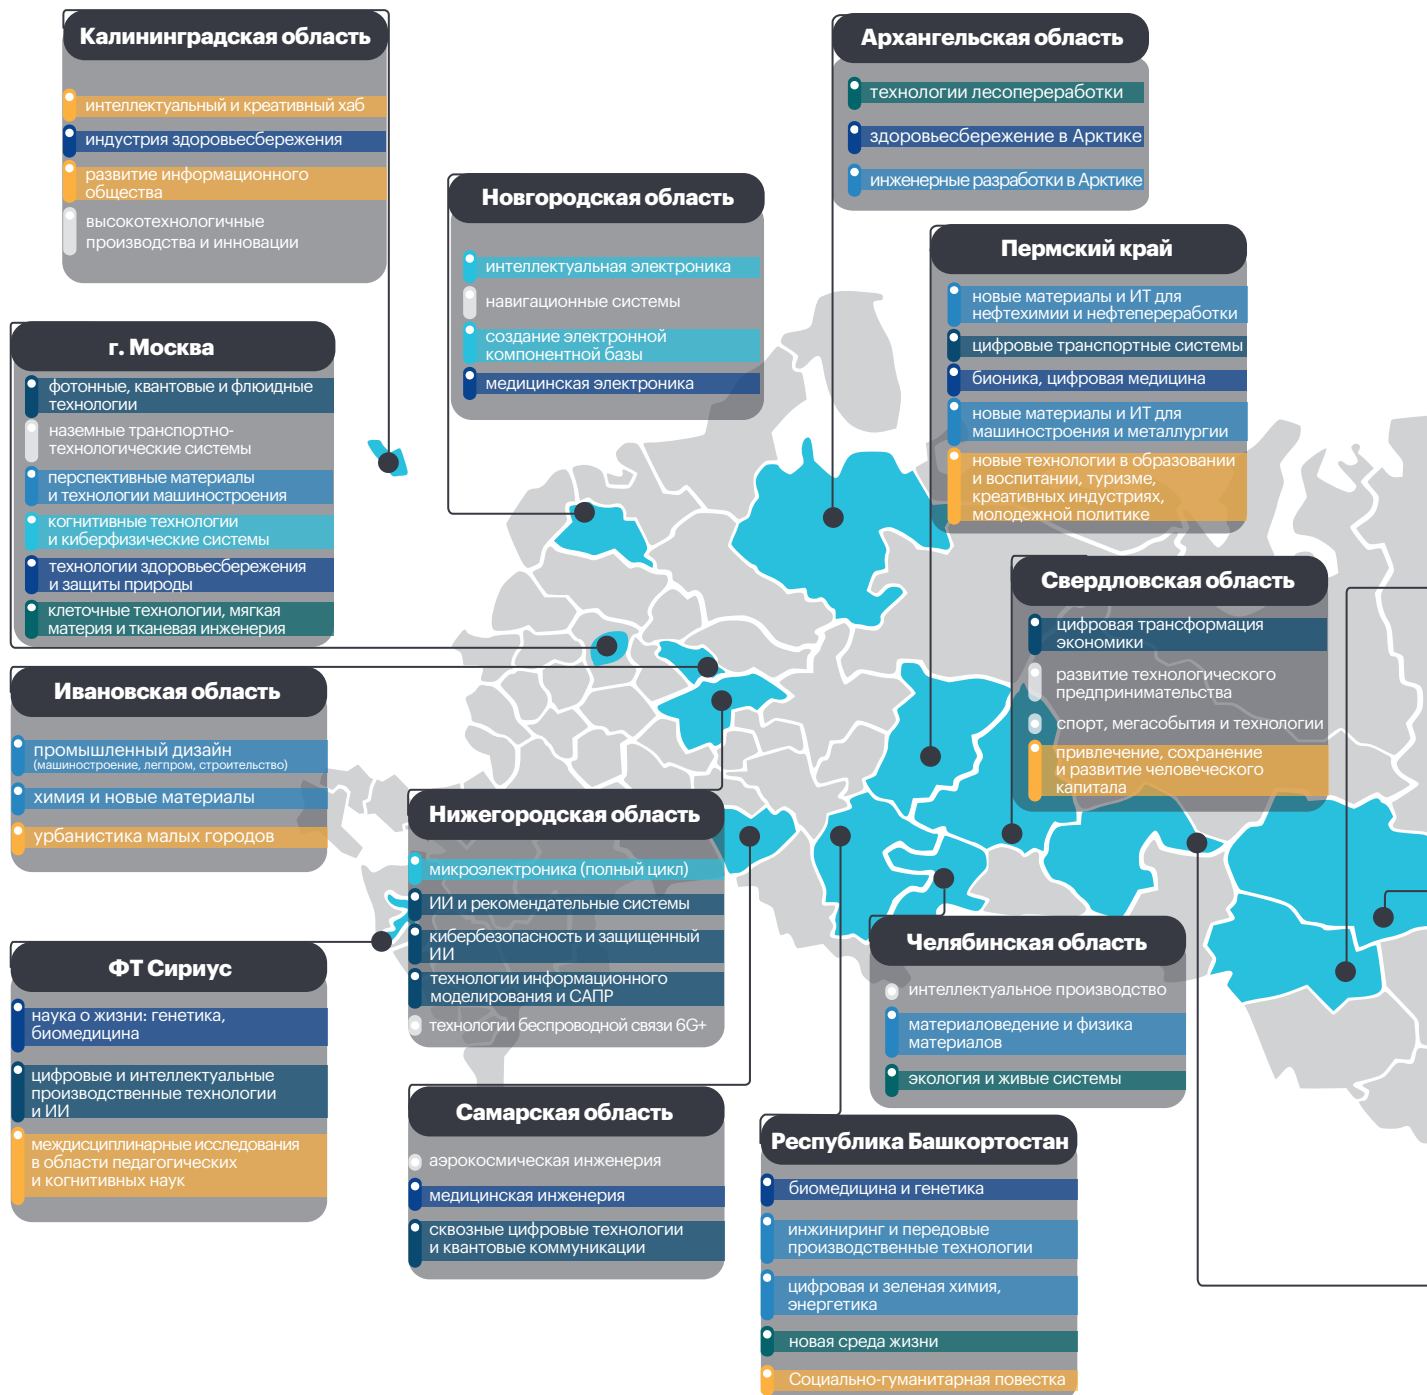 Калининградская область
интеллектуальный и креативный хаб
индустрия здоровьесбережения
развитие информационного
общества
высокотехнологичные
производства и инновации
Архангельская область
технологии лесопереработки
здоровьесбережение в Арктике
инженерные разработки в Арктике
Новгородская область
интеллектуальная электроника
навигационные системы
создание электронной
компонентной базы
медицинская электроника
Пермский край
новые материалы и ИТ для
нефтехимии и нефтепереработки
цифровые транспортные системы
бионика, цифровая медицина
новые материалы и ИТ для
машиностроения и металлургии
новые технологии в образовании
и воспитании, туризме,
креативных индустриях,
молодежной политике
г. Москва
фотонные, квантовые и флюидные
технологии
наземные транспортно-
технологические системы
перспективные материалы
и технологии машиностроения
когнитивные технологии
и киберфизические системы
технологии здоровьесбережения
и защиты природы
клеточные технологии, мягкая
материя и тканевая инженерия
Свердловская область
цифровая трансформация
экономики
развитие технологического
предпринимательства
спорт, мегасобытия и технологии
привлечение, сохранение
и развитие человеческого
капитала
Ивановская область
промышленный дизайн
(машиностроение, легпром, строительство)
химия и новые материалы
урбанистика малых городов
Нижегородская область
микроэлектроника (полный цикл)
ИИ и рекомендательные системы
кибербезопасность и защищенный
ИИ
технологии информационного
моделирования и САПР
технологии беспроводной связи 6G+
Челябинская область
интеллектуальное производство
материаловедение и физика
материалов
экология и живые системы
ФТ Сириус
наука о жизни: генетика,
биомедицина
цифровые и интеллектуальные
производственные технологии
и ИИ
междисциплинарные исследования
в области педагогических
и когнитивных наук
Самарская область
аэрокосмическая инженерия
медицинская инженерия
сквозные цифровые технологии
и квантовые коммуникации
Республика Башкортостан
биомедицина и генетика
инжиниринг и передовые
производственные технологии
цифровая и зеленая химия,
энергетика
новая среда жизни
Социально-гуманитарная повестка